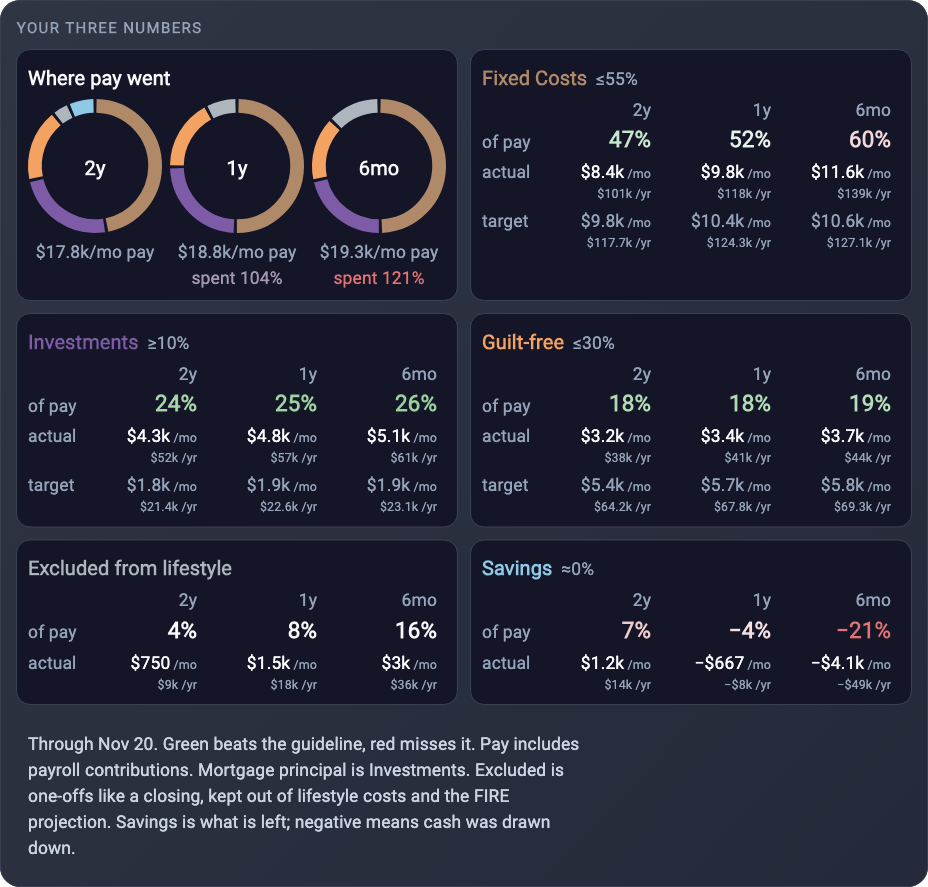 YOUR THREE NUMBERS
Where pay went
2y
1y
6mo
$17.8k/mo pay
$18.8k/mo pay
$19.3k/mo pay
spent 104%
spent 121%
Fixed Costs ≤55%
2y 1y 6mo
of pay 47% 52% 60%
actual $8.4k /mo $9.8k /mo $11.6k /mo
$101k /yr $118k /yr $139k /yr
target $9.8k /mo $10.4k /mo $10.6k /mo
$117.7k /yr $124.3k /yr $127.1k /yr
Investments ≥10%
2y 1y 6mo
of pay 24% 25% 26%
actual $4.3k /mo $4.8k /mo $5.1k /mo
$52k /yr $57k /yr $61k /yr
target $1.8k /mo $1.9k /mo $1.9k /mo
$21.4k /yr $22.6k /yr $23.1k /yr
Guilt-free ≤30%
2y 1y 6mo
of pay 18% 18% 19%
actual $3.2k /mo $3.4k /mo $3.7k /mo
$38k /yr $41k /yr $44k /yr
target $5.4k /mo $5.7k /mo $5.8k /mo
$64.2k /yr $67.8k /yr $69.3k /yr
Excluded from lifestyle
2y 1y 6mo
of pay 4% 8% 16%
actual $750 /mo $1.5k /mo $3k /mo
$9k /yr $18k /yr $36k /yr
Savings ≈0%
2y 1y 6mo
of pay 7% −4% −21%
actual $1.2k /mo −$667 /mo −$4.1k /mo
$14k /yr −$8k /yr −$49k /yr
Through Nov 20. Green beats the guideline, red misses it. Pay includes
payroll contributions. Mortgage principal is Investments. Excluded is
one-offs like a closing, kept out of lifestyle costs and the FIRE
projection. Savings is what is left; negative means cash was drawn
down.